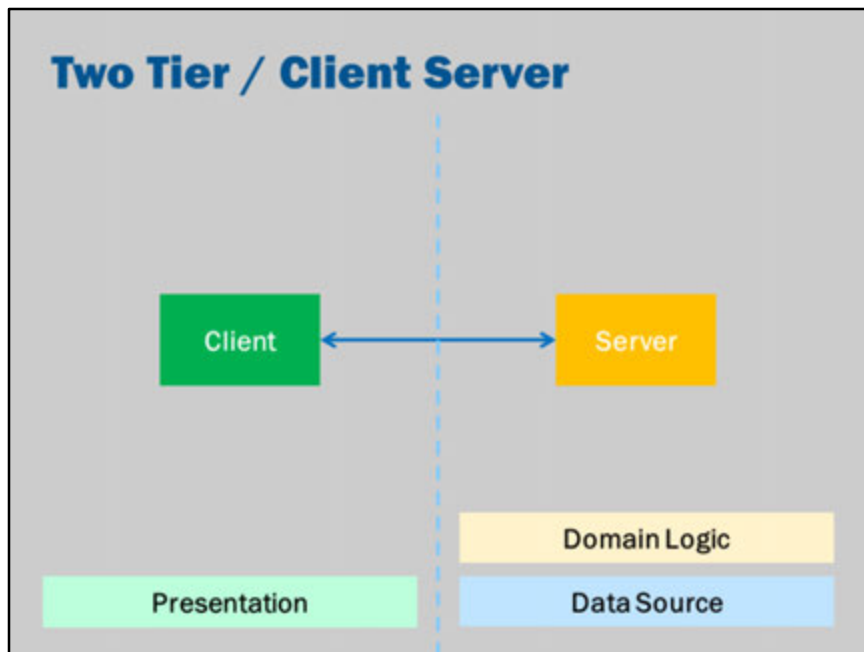 Two Tier / Client Server
Client
Server
Domain Logic
Presentation
Data Source